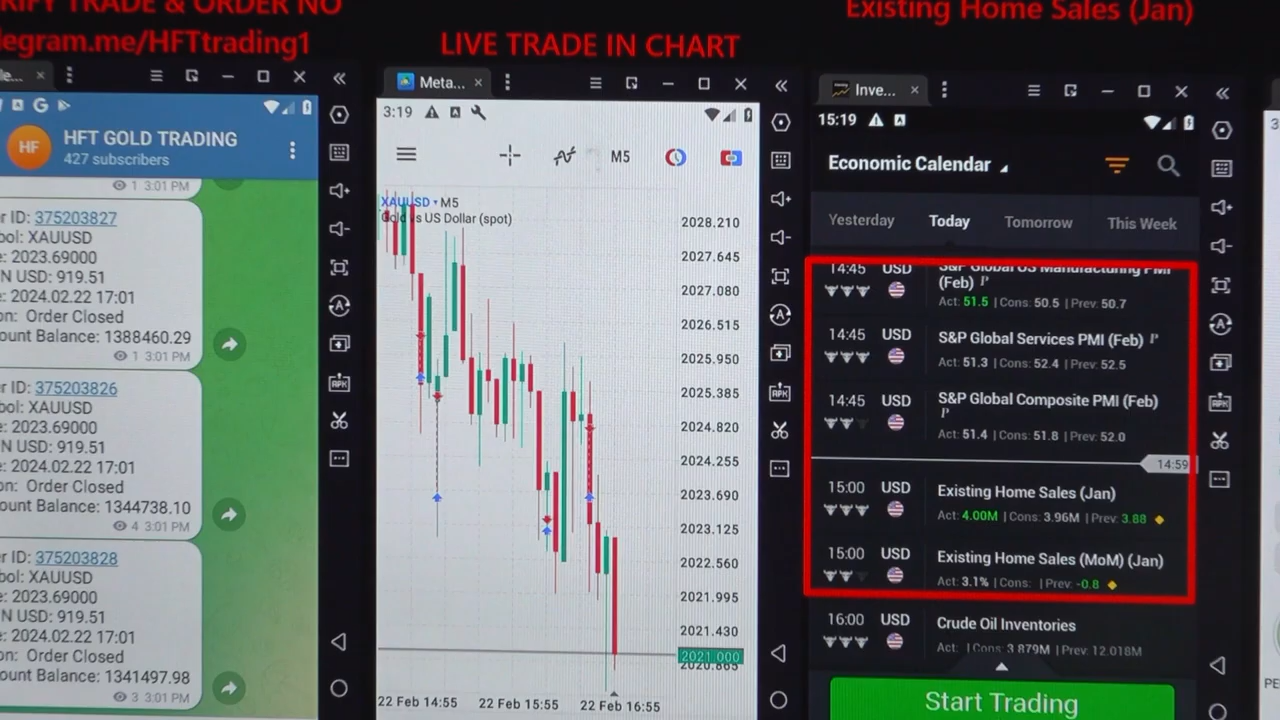 RIFY TRADE & ORDER NO
legram.me/HFTtrading1
HFT GOLD TRADING
427 subscribers
HF
1 3:01 PM
r ID: 375203827
bol: XAUUSD
e: 2023.69000
N USD: 919.51
e: 2024.02.22 17:01
on: Order Closed
ount Balance: 1388460.29
1 3:01 PM
r ID: 375203826
bol: XAUUSD
e: 2023.69000
N USD: 919.51
e: 2024.02.22 17:01
on: Order Closed
ount Balance: 1344738.10
4 3:01 PM
r ID: 375203828
bol: XAUUSD
e: 2023.69000
N USD: 919.51
e: 2024.02.22 17:01
on: Order Closed
ount Balance: 1341497.98
3 3:01 PM
LIVE TRADE IN CHART
Meta...
3:19
M5
XAUUSD • M5
Gold vs US Dollar (spot)
2028.210
2027.645
2027.080
2026.515
2025.950
2025.385
2024.820
2024.255
2023.690
2023.125
2022.560
2021.995
2021.430
2021.000
2020.865
22 Feb 14:55 22 Feb 15:55 22 Feb 16:55
Existing Home Sales (Jan)
Inve...
15:19
Economic Calendar
Yesterday Today Tomorrow This Week
14:45 USD S&P Global US Manufacturing PMI
(Feb) P
Act: 51.5 | Cons: 50.5 | Prev: 50.7
14:45 USD S&P Global Services PMI (Feb) P
Act: 51.3 | Cons: 52.4 | Prev: 52.5
14:45 USD S&P Global Composite PMI (Feb)
P
Act: 51.4 | Cons: 51.8 | Prev: 52.0
14:59
15:00 USD Existing Home Sales (Jan)
Act: 4.00M | Cons: 3.96M | Prev: 3.88
15:00 USD Existing Home Sales (MoM) (Jan)
Act: 3.1% | Cons: | Prev: -0.8
16:00 USD Crude Oil Inventories
Act: | Cons: 3.879M | Prev: 12.018M
Start Trading